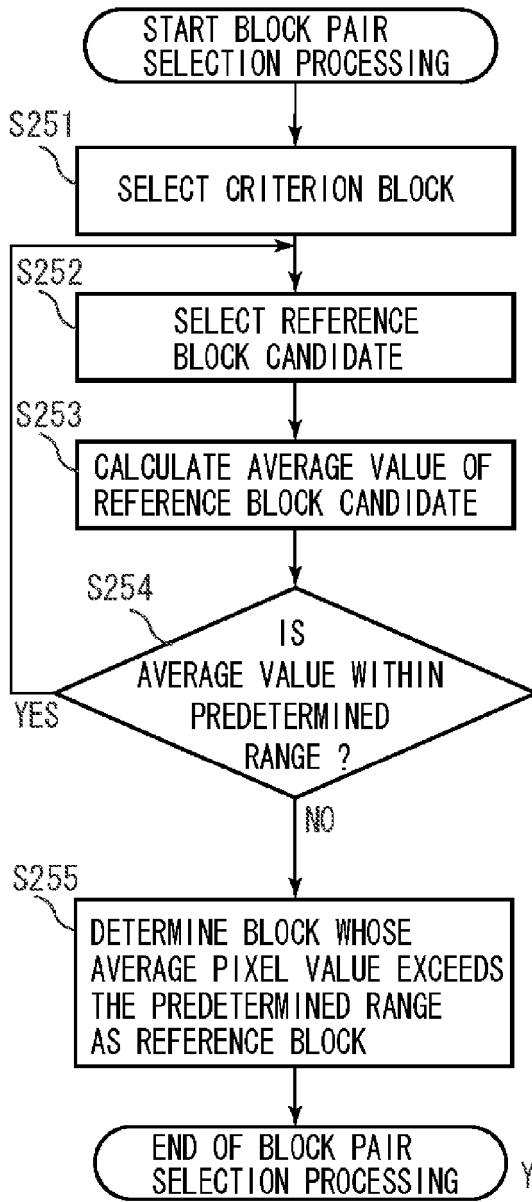 START BLOCK PAIR
SELECTION PROCESSING
S251
SELECT CRITERION BLOCK
S252
SELECT REFERENCE
BLOCK CANDIDATE
S253
CALCULATE AVERAGE VALUE OF
REFERENCE BLOCK CANDIDATE
S254
IS
AVERAGE VALUE WITHIN
PREDETERMINED
RANGE ?
YES
NO
S255
DETERMINE BLOCK WHOSE
AVERAGE PIXEL VALUE EXCEEDS
THE PREDETERMINED RANGE
AS REFERENCE BLOCK
END OF BLOCK PAIR
SELECTION PROCESSING
Y